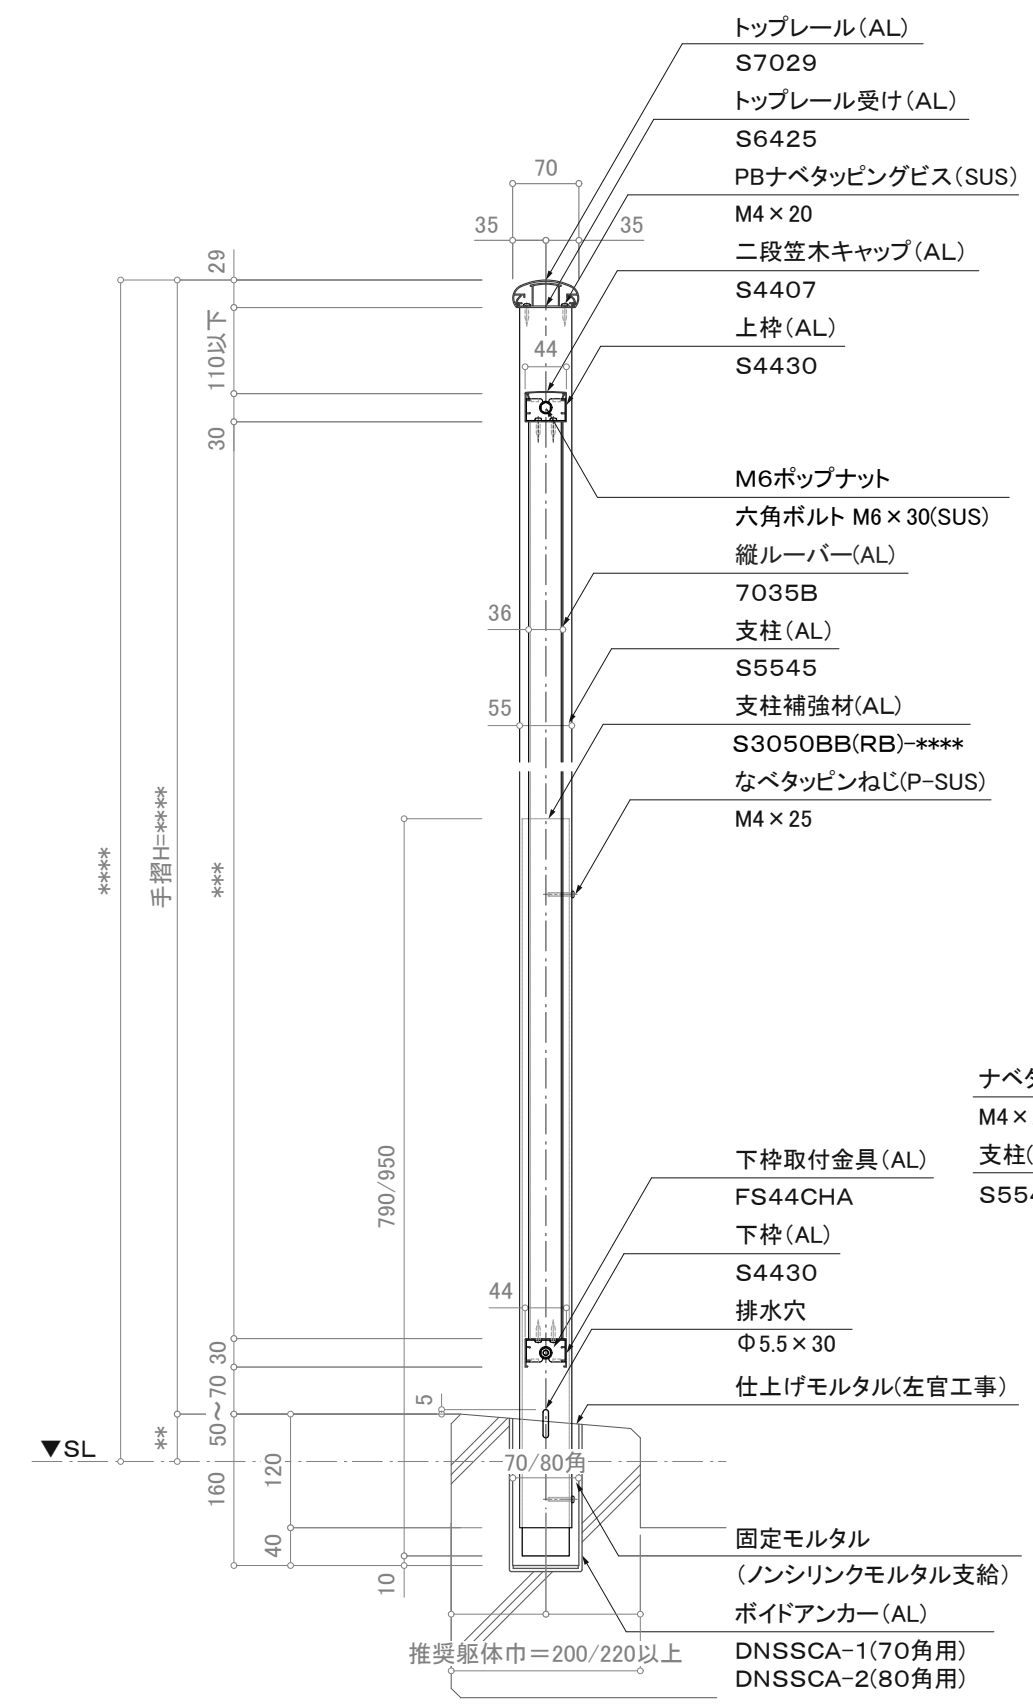 トップレール（AL）
S7029
トップレール受け（AL）
S6425
PBナベタッピングビス（SUS）
M4×20
二段笠木キャップ（AL）
S4407
上枠（AL）
S4430
M6ポップナット
六角ボルト M6×30(SUS)
縦ルーバー(AL)
7035B
支柱（AL）
S5545
支柱補強材(AL)
S3050BB(RB)-****
なベタッピンねじ(P-SUS)
M4×25
70
35
35
29
110以下
44
30
36
55
****
手摺H=****
***
790/950
ナベ
M4×
支柱(
S554
下枠取付金具（AL）
FS44CHA
下枠（AL）
S4430
排水穴
Φ5.5×30
仕上げモルタル(左官工事)
44
30
50～70
5
▼SL
**
160
120
70/80角
40
10
固定モルタル
（ノンシリンクモルタル支給）
ボイドアンカー（AL）
DNSSCA-1(70角用)
DNSSCA-2(80角用)
推奨躯体巾＝200/220以上